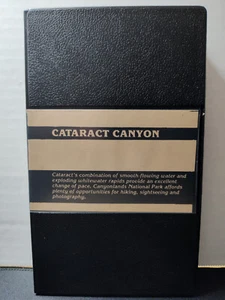 CATARACT CANYON
Cataract's combination of smooth flowing water and
exploding whitewater rapids provide an excellent
change of pace. Canyonlands National Park affords
plenty of opportunities for hiking, sightseeing and
photography.